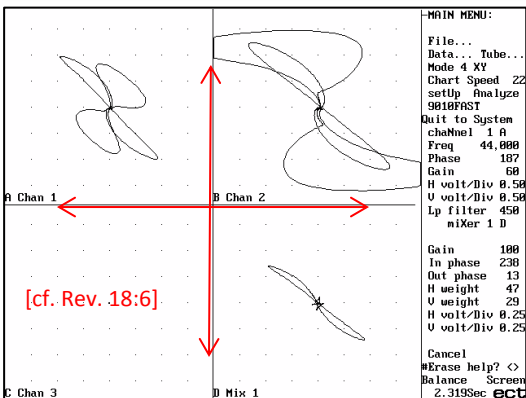 MAIN MENU:
File...
Data... Tube...
Mode 4 XY
Chart Speed 22
setUp Analyze
9010FAST
Quit to System
chaNnel 1 A
Freq 44,000
Phase 187
Gain 60
H volt/Div 0.50
V volt/Div 0.50
Lp filter 450
miXer 1 D
Gain 100
In phase 238
Out phase 13
H weight 47
V weight 29
H volt/Div 0.25
V volt/Div 0.25
Cancel
#Erase help? <>
Balance Screen
2.319Sec ect
A Chan 1
B Chan 2
[cf. Rev. 18:6]
C Chan 3
D Mix 1